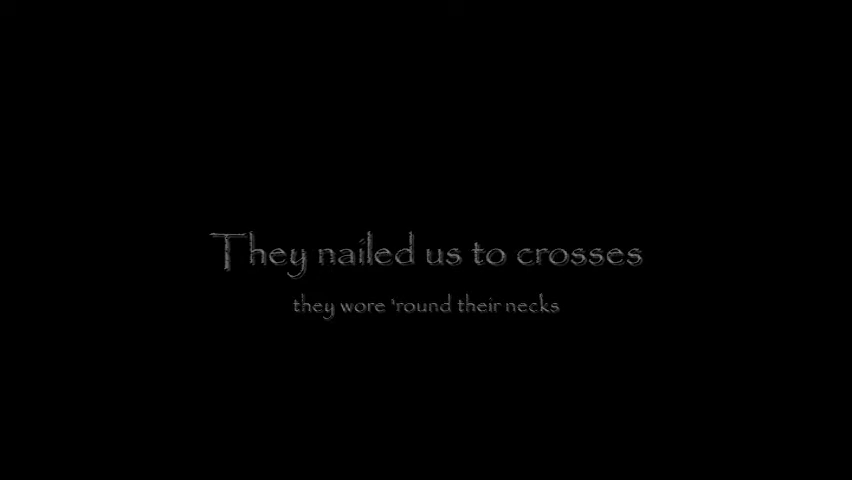 They nailed us to crosses
they wore 'round their necks